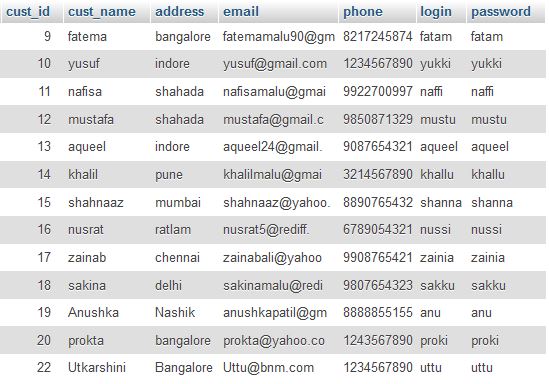 cust_id cust_name address email phone login password
9 fatema bangalore fatemamalu90@gm 8217245874 fatam fatam
10 yusuf indore yusuf@gmail.com 1234567890 yukki yukki
11 nafisa shahada nafisamalu@gmai 9922700997 naffi naffi
12 mustafa shahada mustafa@gmail.c 9850871329 mustu mustu
13 aqueel indore aqueel24@gmail. 9087654321 aqueel aqueel
14 khalil pune khalilmalu@gmai 3214567890 khallu khallu
15 shahnaaz mumbai shahnaaz@yahoo. 8890765432 shanna shanna
16 nusrat ratlam nusrat5@rediff. 6789054321 nussi nussi
17 zainab chennai zainabali@yahoo 9908765421 zainia zainia
18 sakina delhi sakinamalu@redi 9807654323 sakku sakku
19 Anushka Nashik anushkapatil@gm 8888855155 anu anu
20 prokta bangalore prokta@yahoo.co 1243567890 proki proki
22 Utkarshini Bangalore Uttu@bnm.com 1234567890 uttu uttu